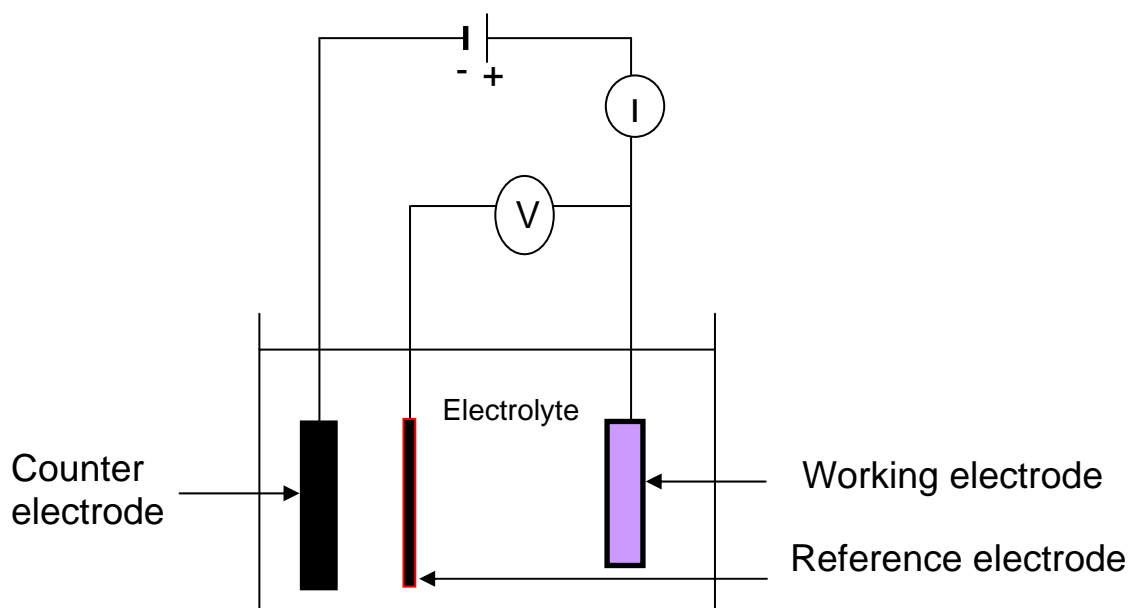 - +
I
V
Electrolyte
Counter
electrode
Working electrode
Reference electrode